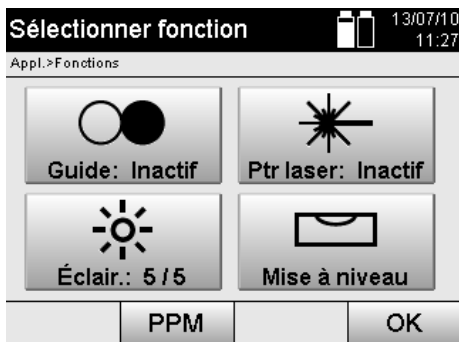 Sélectionner fonction
13/07/10
11:27
Appl.>Fonctions
Guide: Inactif
Ptr laser: Inactif
Éclair.: 5/5
Mise à niveau
PPM
OK